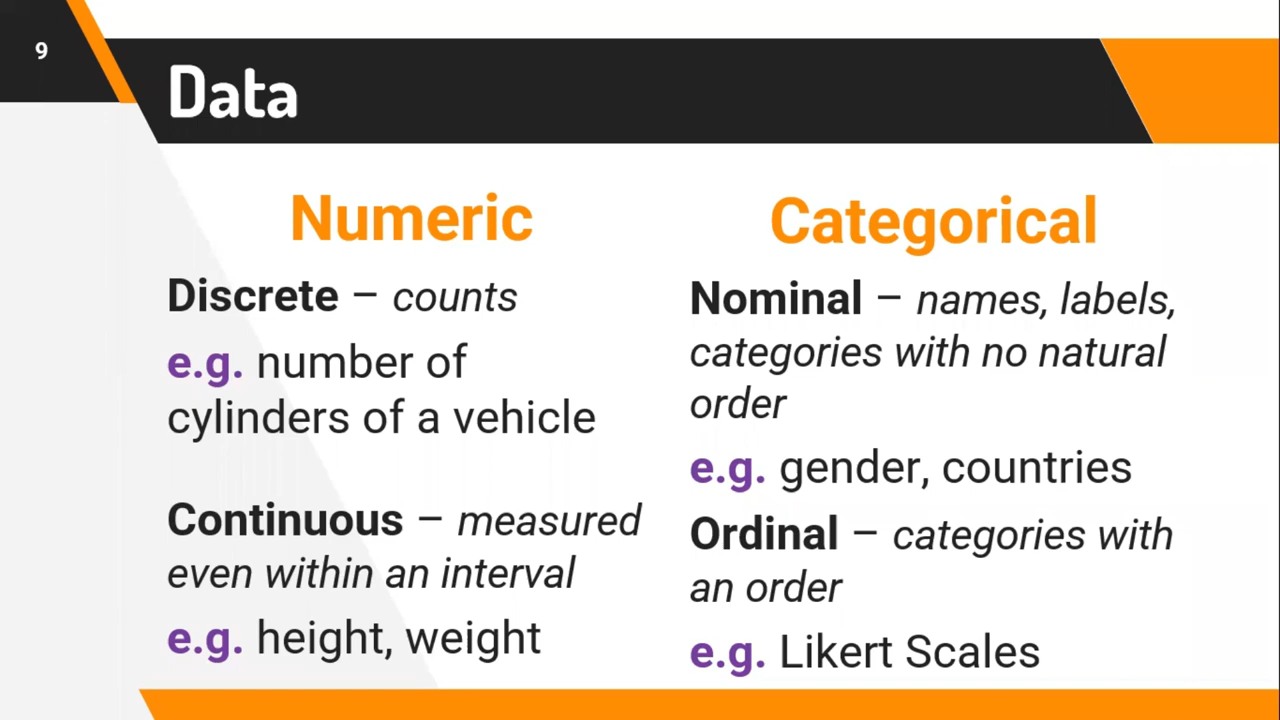 9
Data
Numeric
Discrete – counts
e.g. number of
cylinders of a vehicle
Continuous – measured
even within an interval
e.g. height, weight
Categorical
Nominal – names, labels,
categories with no natural
order
e.g. gender, countries
Ordinal – categories with
an order
e.g. Likert Scales